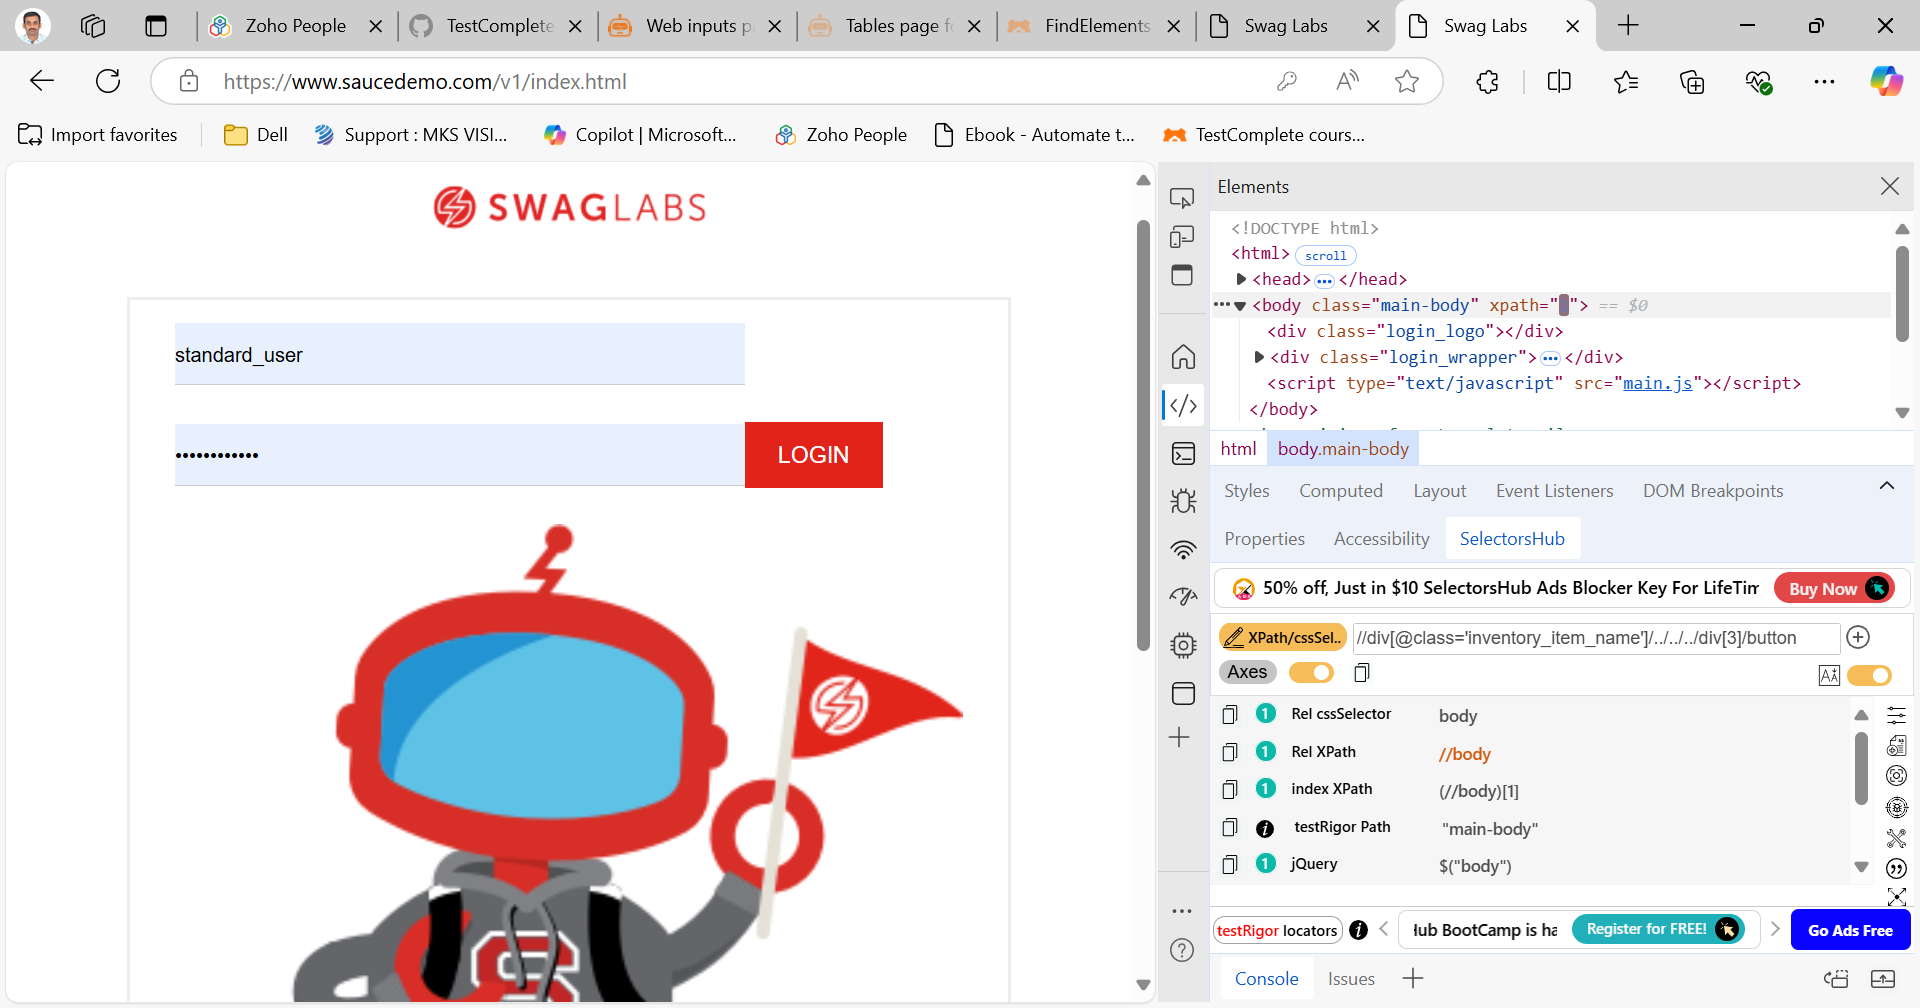 Zoho People
TestComplete
Web inputs p
Tables page fo
FindElements
Swag Labs
Swag Labs
https://www.saucedemo.com/v1/index.html
Import favorites
Dell
Support : MKS VISI...
Copilot | Microsoft...
Zoho People
Ebook - Automate t...
TestComplete cours...
SWAGLABS
standard_user
••••••••••••
LOGIN
Elements
<!DOCTYPE html>
<html> scroll
<head> ••• </head>
••• <body class="main-body" xpath="1"> == $0
<div class="login_logo"></div>
<div class="login_wrapper"> ••• </div>
<script type="text/javascript" src="main.js"></script>
</body>
html body.main-body
Styles Computed Layout Event Listeners DOM Breakpoints
Properties Accessibility SelectorsHub
50% off, Just in $10 SelectorsHub Ads Blocker Key For LifeTim
Buy Now
XPath/cssSel.. //div[@class='inventory_item_name']/../../../div[3]/button
Axes
1 Rel cssSelector body
1 Rel XPath //body
1 index XPath (//body)[1]
testRigor Path "main-body"
1 jQuery $("body")
testRigor locators
lub BootCamp is ha
Register for FREE!
Go Ads Free
Console Issues